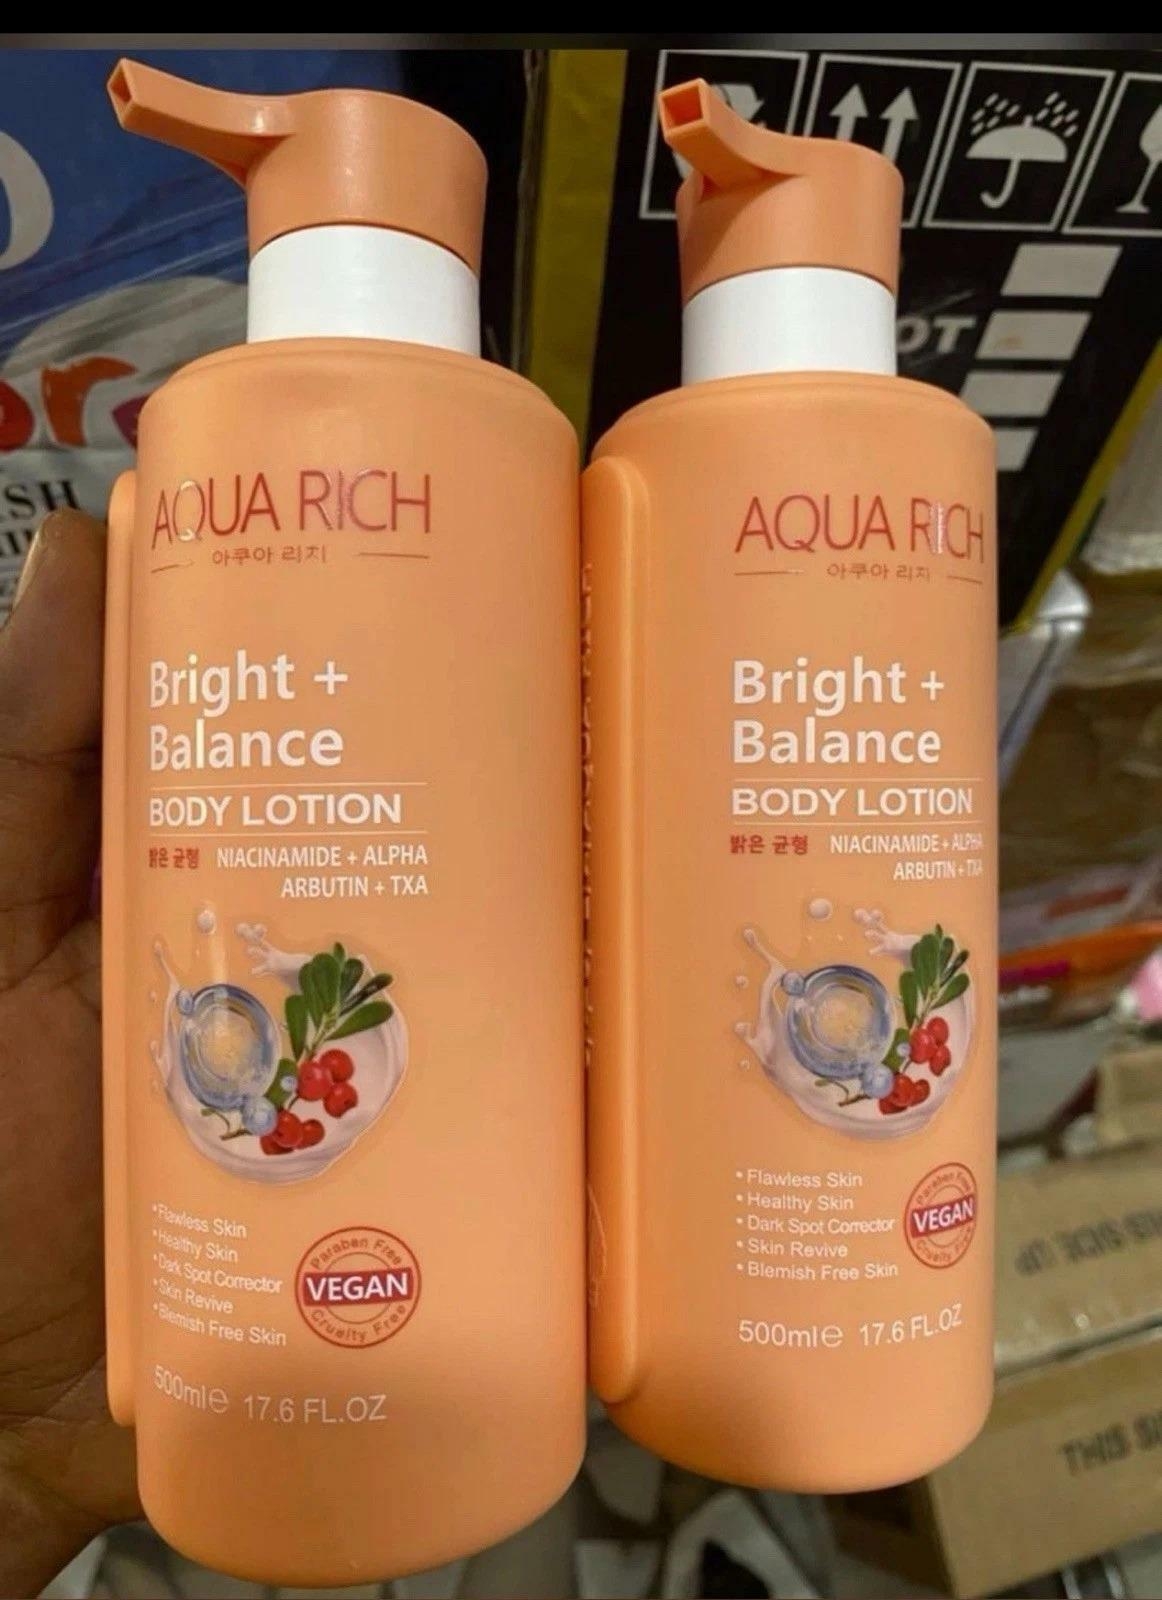 AQUA RICH
아쿠아 리치
Bright +
Balance
BODY LOTION
밝은 균형 NIACINAMIDE + ALPHA
ARBUTIN + TXA
• Flawless Skin
• Healthy Skin
• Dark Spot Corrector
• Skin Revive
• Blemish Free Skin
Paraben Free
VEGAN
Cruelty Free
500ml℮ 17.6 FL.OZ
AQUA RICH
아쿠아 리치
Bright +
Balance
BODY LOTION
밝은 균형 NIACINAMIDE + ALPHA
ARBUTIN + TXA
• Flawless Skin
• Healthy Skin
• Dark Spot Corrector
• Skin Revive
• Blemish Free Skin
Paraben Free
VEGAN
Cruelty Free
500ml℮ 17.6 FL.OZ
THIS SIDE UP